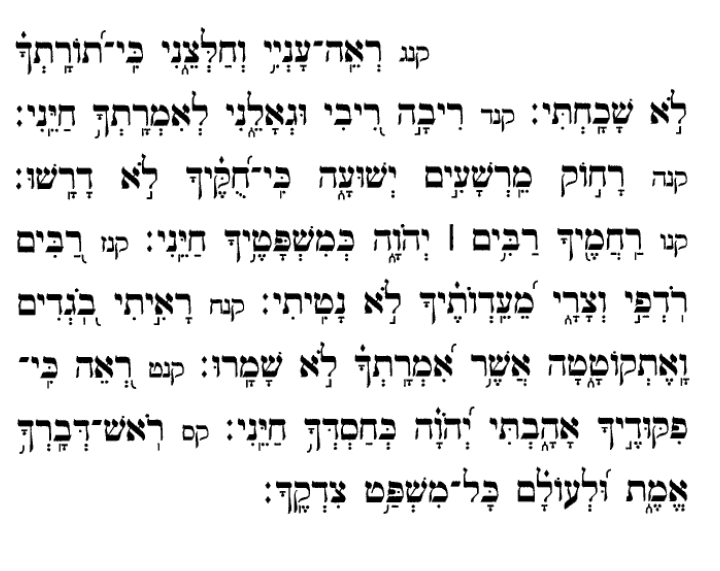 קנג רְאֵֽה־עָנְיִ֥י וְחַלְּצֵ֑נִי כִּֽי־ת֝וֹרָֽתְךָ֗
לֹ֣א שָׁכָֽחְתִּי׃ קנד רִיבָ֣ה רִ֭יבִי וּגְאָלֵ֑נִי לְאִמְרָתְךָ֥ חַיֵּֽנִי׃
קנה רָח֣וֹק מֵרְשָׁעִ֣ים יְשׁוּעָ֑ה כִּֽי־חֻ֝קֶּ֗יךָ לֹ֣א דָרָֽשׁוּ׃
קנו רַֽחֲמֶ֖יךָ רַבִּ֥ים ׀ יְהֹוָ֑ה כְּֽמִשְׁפָּטֶ֥יךָ חַיֵּֽנִי׃ קנז רַ֭בִּים
רֹדְפַ֣י וְצָרָ֑י מֵ֝עֵֽדְוֹתֶ֗יךָ לֹ֣א נָטִֽיתִי׃ קנח רָאִ֣יתִי בֹ֭גְדִים
וָֽאֶתְקוֹטָ֑טָה אֲשֶׁ֥ר אִ֝מְרָֽתְךָ֗ לֹ֣א שָׁמָֽרוּ׃ קנט רְ֭אֵה כִּֽי־
פִקּוּדֶ֣יךָ אָהָ֑בְתִּי יְ֝הֹוָ֗ה כְּֽחַסְדְּךָ֥ חַיֵּֽנִי׃ קס רֹֽאשׁ־דְּבָרְךָ֥
אֱמֶ֑ת וּ֝לְעוֹלָ֗ם כָּל־מִשְׁפַּ֥ט צִדְקֶֽךָ׃